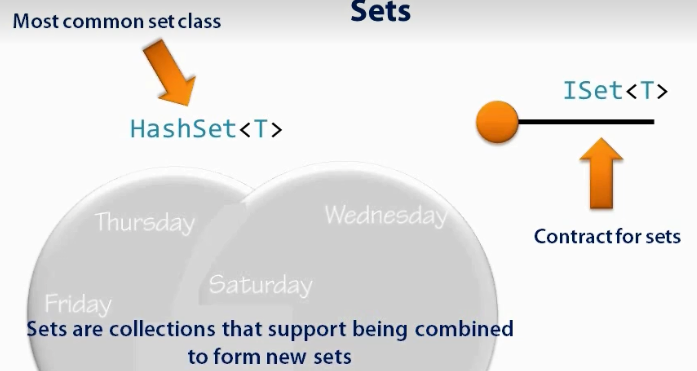 Sets
Most common set class
HashSet<T>
ISet<T>
Contract for sets
Thursday
Wednesday
Saturday
Friday
Sets are collections that support being combined
to form new sets